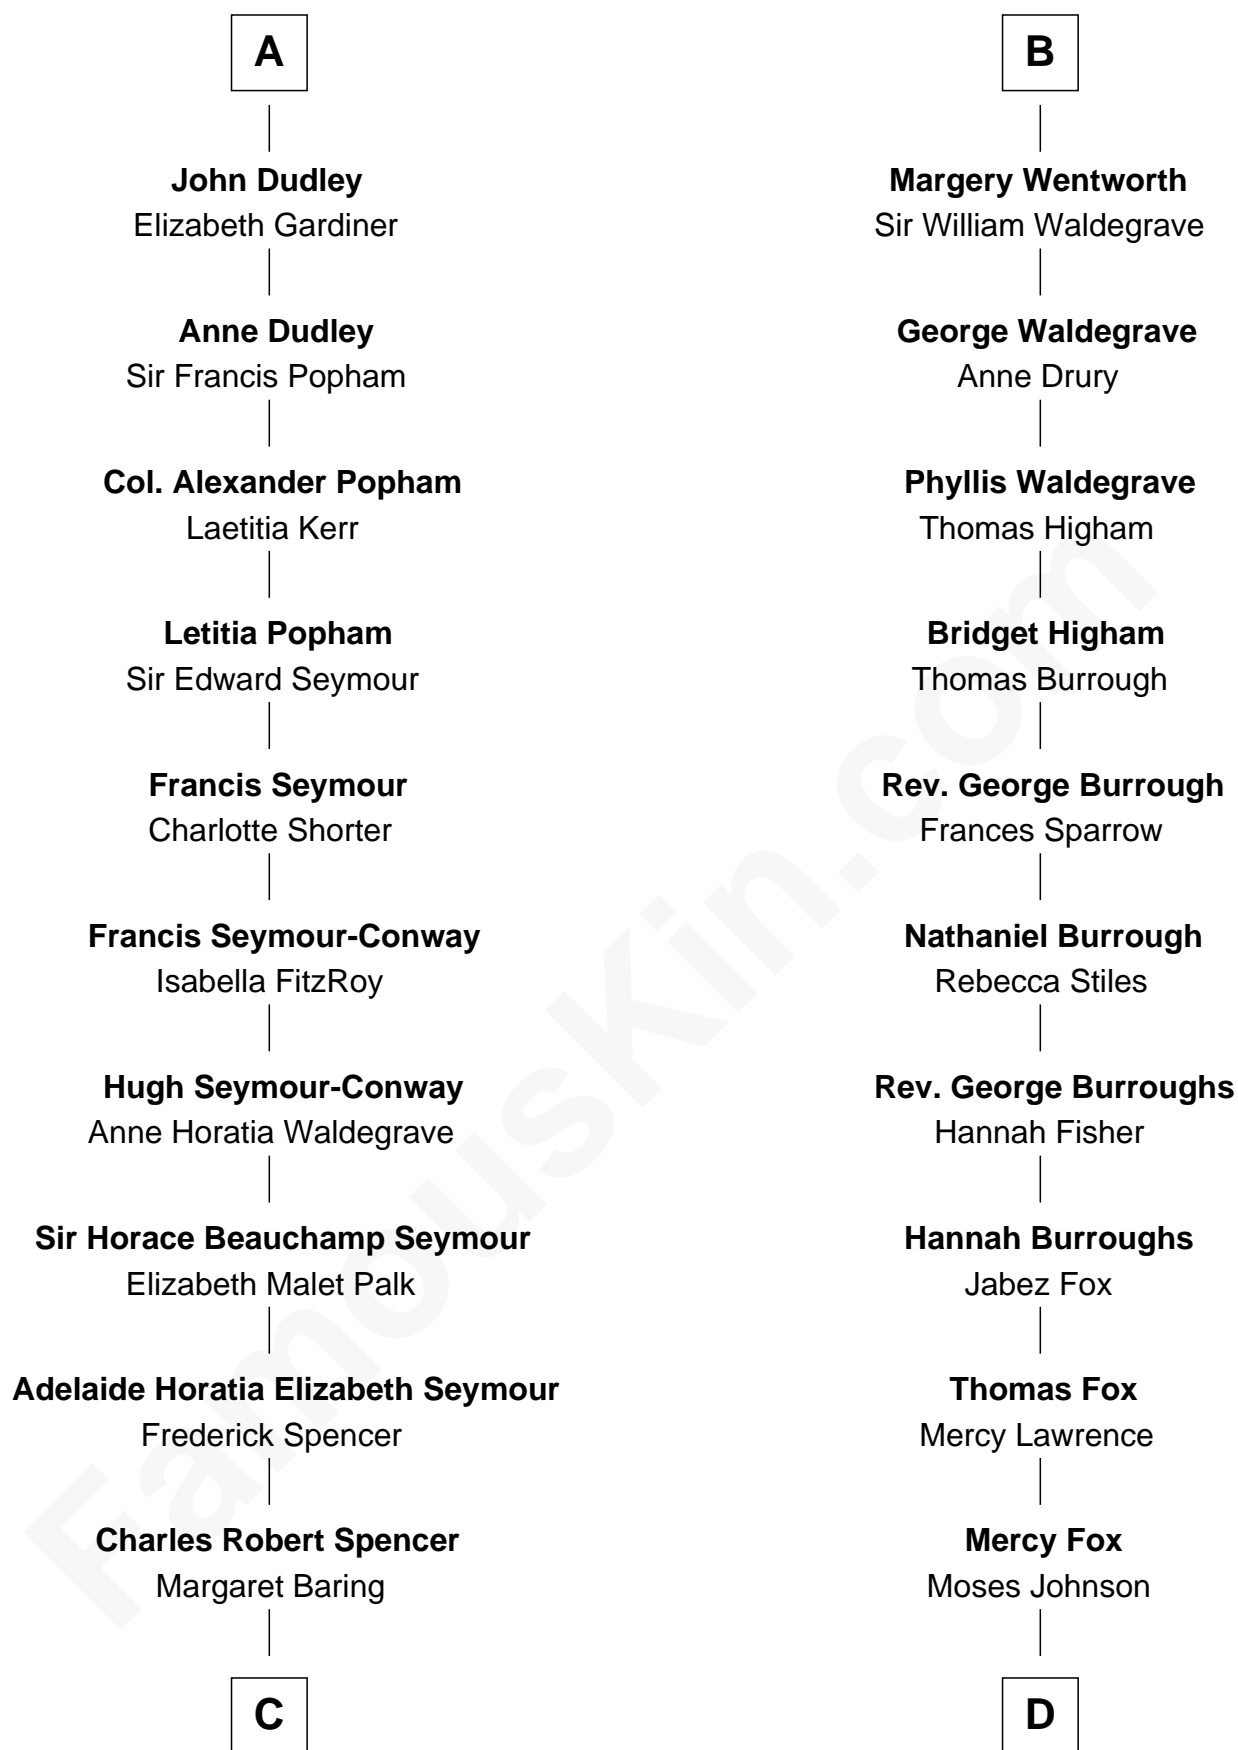 A
John Dudley
Elizabeth Gardiner
Anne Dudley
Sir Francis Popham
Col. Alexander Popham
Laetitia Kerr
Letitia Popham
Sir Edward Seymour
Francis Seymour
Charlotte Shorter
Francis Seymour-Conway
Isabella FitzRoy
Hugh Seymour-Conway
Anne Horatia Waldegrave
Sir Horace Beauchamp Seymour
Elizabeth Malet Palk
Adelaide Horatia Elizabeth Seymour
Frederick Spencer
Charles Robert Spencer
Margaret Baring
C
B
Margery Wentworth
Sir William Waldegrave
George Waldegrave
Anne Drury
Phyllis Waldegrave
Thomas Higham
Bridget Higham
Thomas Burrough
Rev. George Burrough
Frances Sparrow
Nathaniel Burrough
Rebecca Stiles
Rev. George Burroughs
Hannah Fisher
Hannah Burroughs
Jabez Fox
Thomas Fox
Mercy Lawrence
Mercy Fox
Moses Johnson
D
FamousKin.com